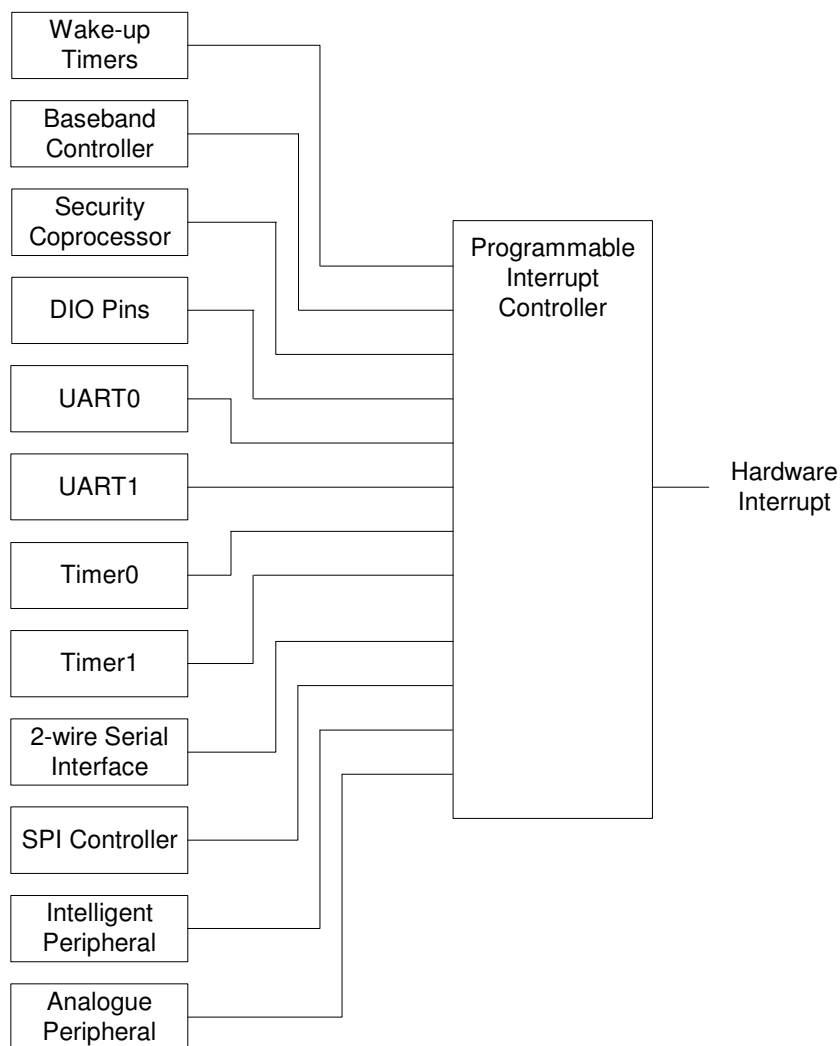 Wake-up
Timers
Baseband
Controller
Security
Coprocessor
DIO Pins
UART0
UART1
Timer0
Timer1
2-wire Serial
Interface
SPI Controller
Intelligent
Peripheral
Analogue
Peripheral
Programmable
Interrupt
Controller
Hardware
Interrupt